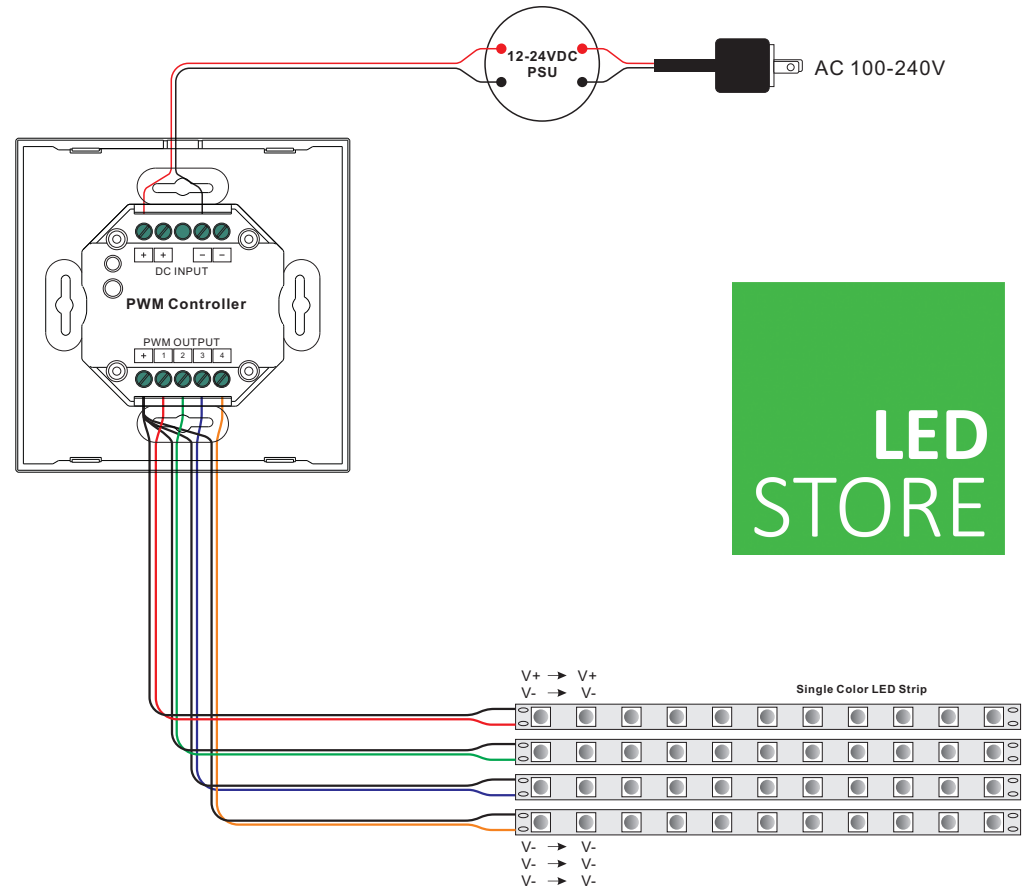 12-24VDC
PSU
AC 100-240V
+ + − −
DC INPUT
PWM Controller
PWM OUTPUT
+ 1 2 3 4
LED
STORE
V+ → V+
V- → V-
Single Color LED Strip
V- → V-
V- → V-
V- → V-